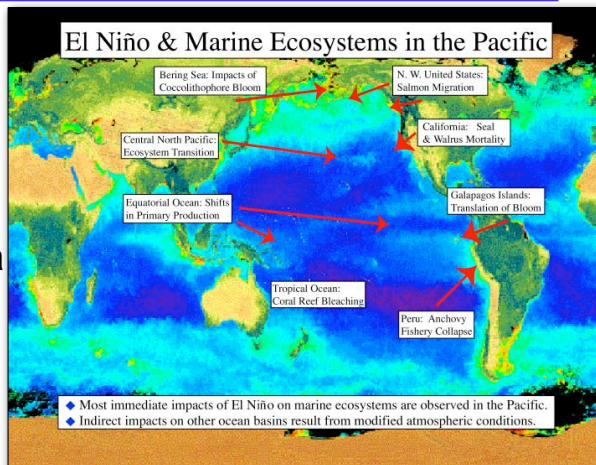 El Niño & Marine Ecosystems in the Pacific
Bering Sea: Impacts of
Coccolithophore Bloom
N. W. United States:
Salmon Migration
Central North Pacific:
Ecosystem Transition
California: Seal
& Walrus Mortality
Equatorial Ocean: Shifts
in Primary Production
Galapagos Islands:
Translation of Bloom
Tropical Ocean:
Coral Reef Bleaching
Peru: Anchovy
Fishery Collapse
◆ Most immediate impacts of El Niño on marine ecosystems are observed in the Pacific.
◆ Indirect impacts on other ocean basins result from modified atmospheric conditions.